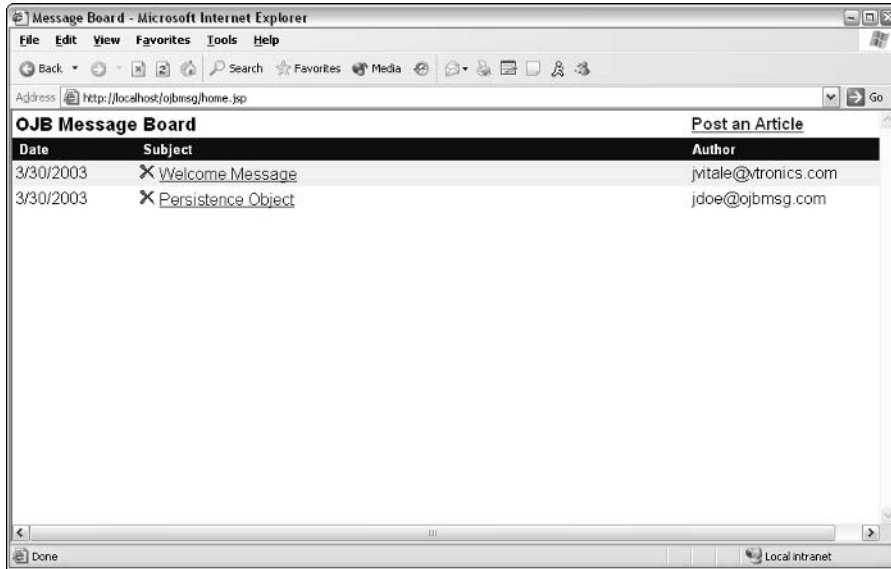 Message Board - Microsoft Internet Explorer
File Edit View Favorites Tools Help
Back Search Favorites Media
Address http://localhost/ojbmsg/home.jsp Go
OJB Message Board Post an Article
Date Subject Author
3/30/2003 Welcome Message jvitale@vtronics.com
3/30/2003 Persistence Object jdoe@ojbmsg.com
Done Local intranet